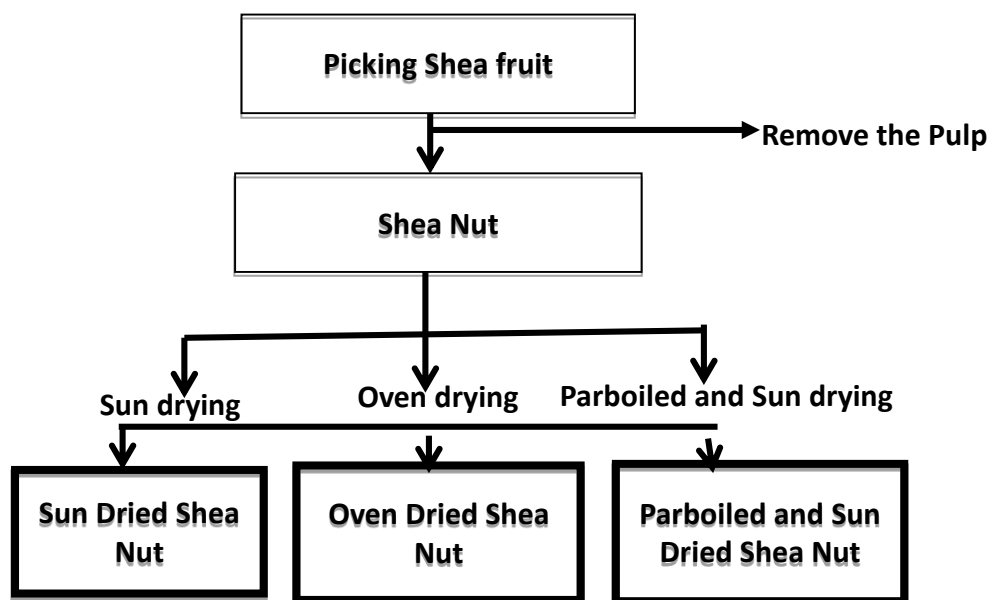 Picking Shea fruit
Remove the Pulp
Shea Nut
Sun drying
Oven drying
Parboiled and Sun drying
Sun Dried Shea
Nut
Oven Dried Shea
Nut
Parboiled and Sun
Dried Shea Nut